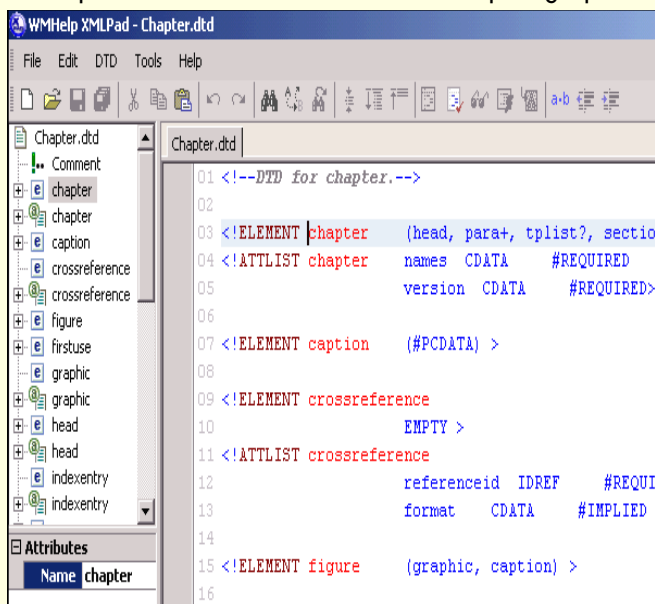 WMHelp XMLPad - Chapter.dtd
File Edit DTD Tools Help
a-b
Chapter.dtd
Comment
e chapter
a chapter
e caption
e crossreference
a crossreference
e figure
e firstuse
e graphic
a graphic
e head
a head
e indexentry
a indexentry
Attributes
Name chapter
Chapter.dtd
01 <!--DTD for chapter.-->
02
03 <!ELEMENT chapter (head, para+, tplist?, sectio
04 <!ATTLIST chapter names CDATA #REQUIRED
05 version CDATA #REQUIRED>
06
07 <!ELEMENT caption (#PCDATA) >
08
09 <!ELEMENT crossreference
10 EMPTY >
11 <!ATTLIST crossreference
12 referenceid IDREF #REQUI
13 format CDATA #IMPLIED
14
15 <!ELEMENT figure (graphic, caption) >
16